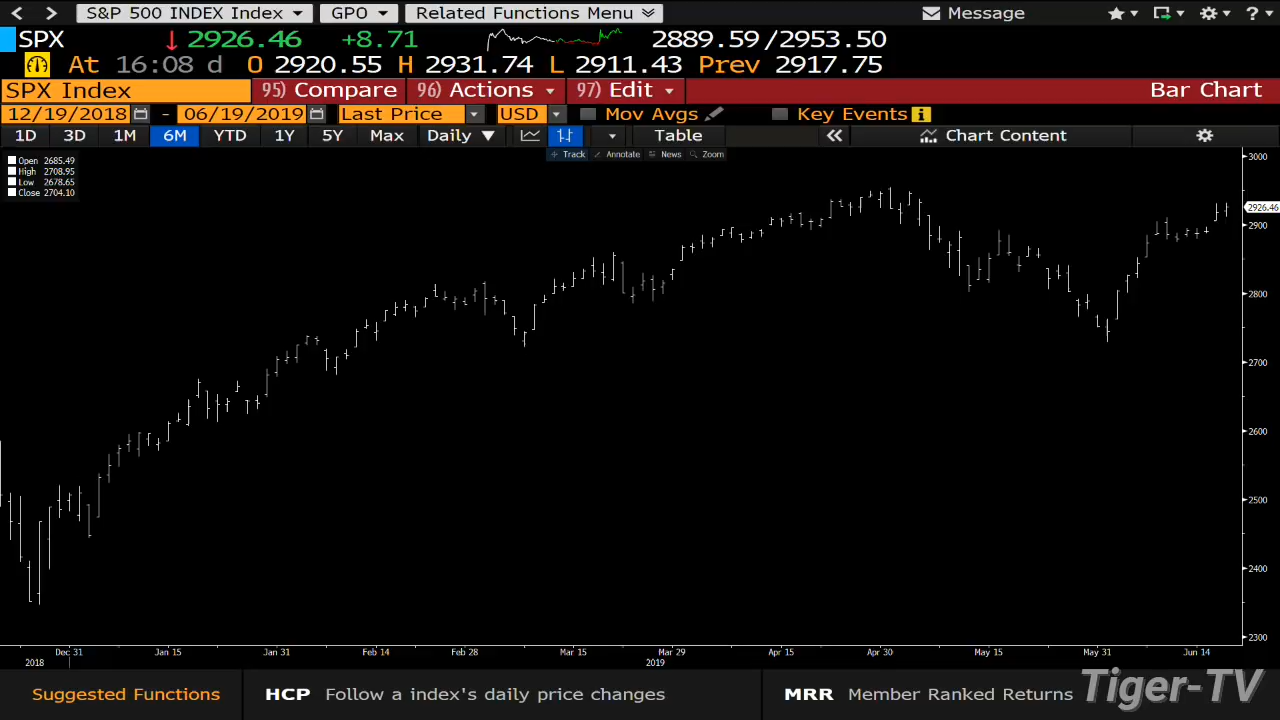 S&P 500 INDEX Index GPO Related Functions Menu Message
SPX 2926.46 +8.71 2889.59/2953.50
At 16:08 d O 2920.55 H 2931.74 L 2911.43 Prev 2917.75
SPX Index 95) Compare 96) Actions 97) Edit Bar Chart
12/19/2018 - 06/19/2019 Last Price USD Mov Avgs Key Events
1D 3D 1M 6M YTD 1Y 5Y Max Daily Table Chart Content
Track Annotate News Zoom
Open 2685.49
High 2708.95
Low 2678.65
Close 2704.10
3000
2926.46
2900
2800
2700
2600
2500
2400
2300
Dec 31 Jan 15 Jan 31 Feb 14 Feb 28 Mar 15 Mar 29 Apr 15 Apr 30 May 15 May 31 Jun 14
2018 2019
Suggested Functions HCP Follow a index's daily price changes MRR Member Ranked Returns
Tiger-TV